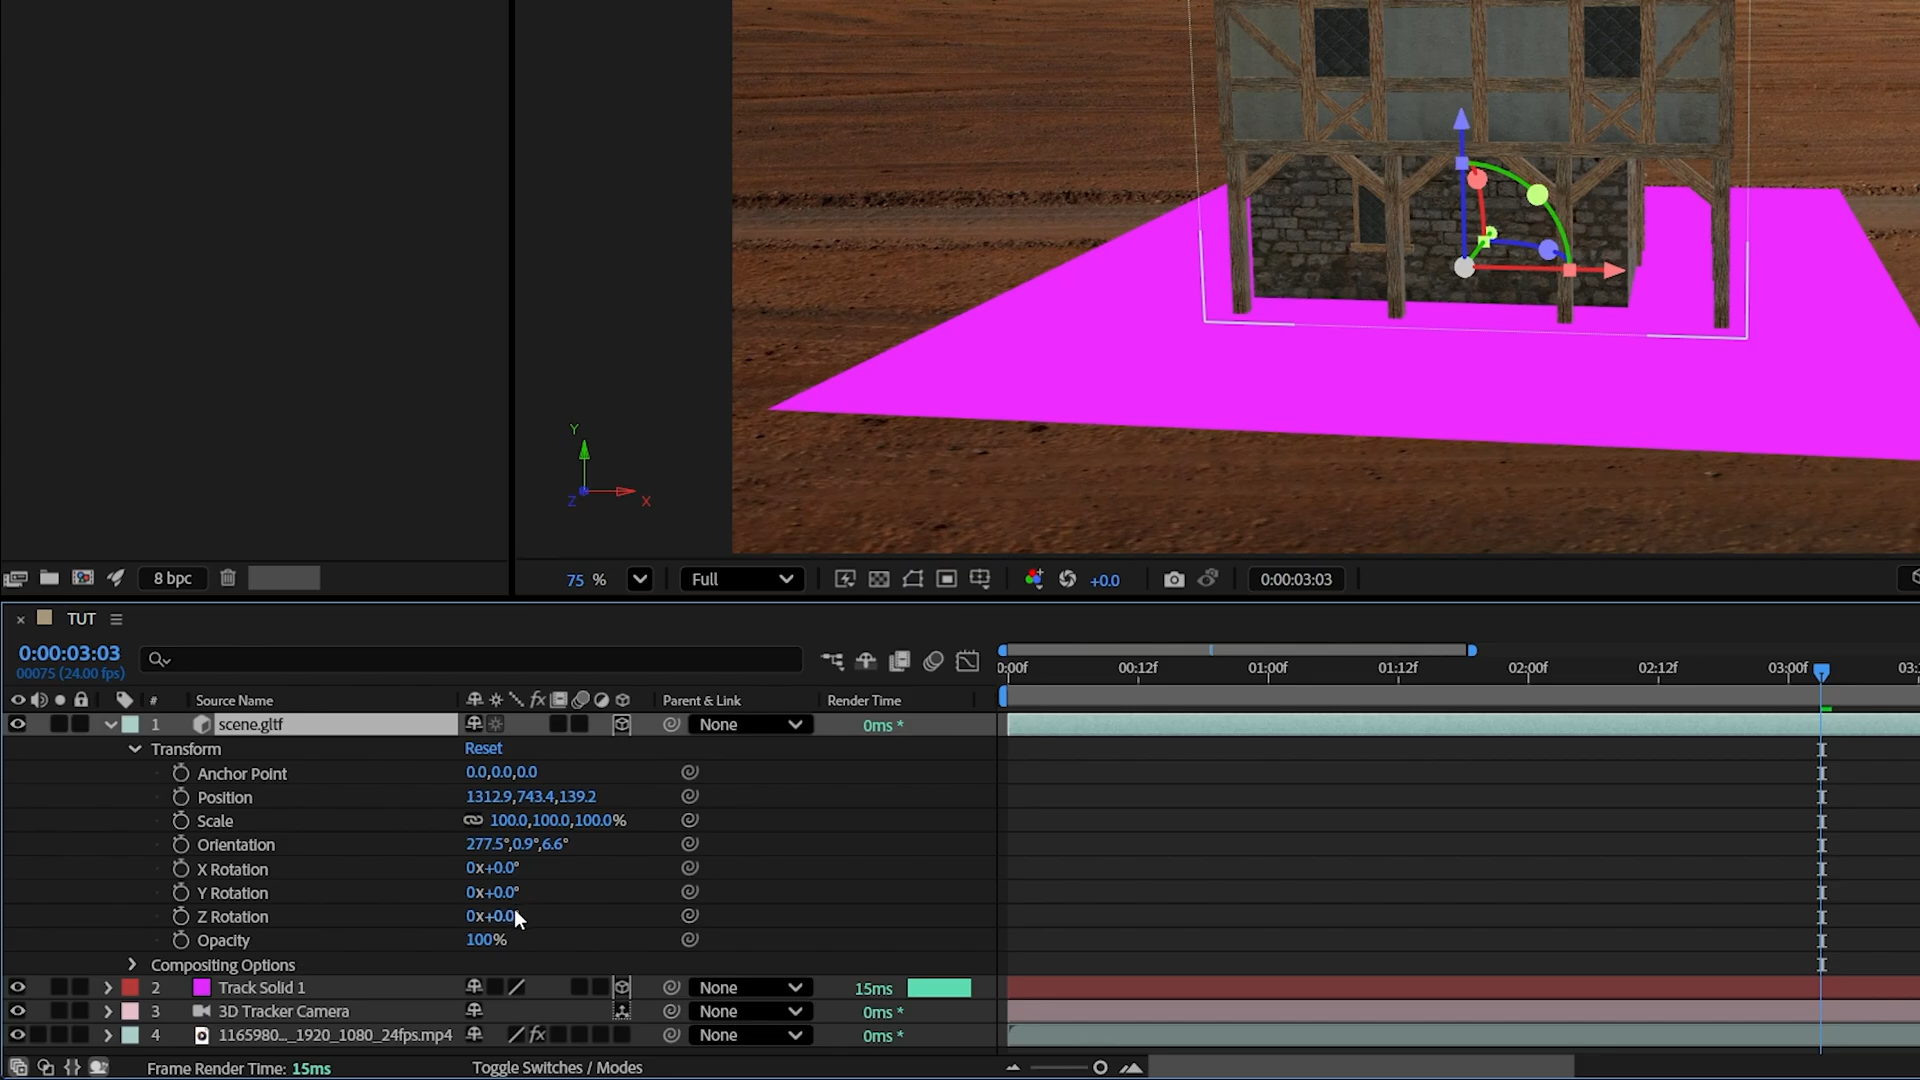 Y
Z
X
8 bpc
75 %
Full
+0.0
0:00:03:03
TUT
0:00:03:03
00075 (24.00 fps)
0:00f 00:12f 01:00f 01:12f 02:00f 02:12f 03:00f 03:
# Source Name fx Parent & Link Render Time
1 scene.gltf None 0ms *
Transform Reset
Anchor Point 0.0,0.0,0.0
Position 1312.9,743.4,139.2
Scale 100.0,100.0,100.0%
Orientation 277.5°,0.9°,6.6°
X Rotation 0x+0.0°
Y Rotation 0x+0.0°
Z Rotation 0x+0.0°
Opacity 100%
Compositing Options
2 Track Solid 1 None 15ms
3 3D Tracker Camera None 0ms *
4 1165980..._1920_1080_24fps.mp4 fx None 0ms *
Frame Render Time: 15ms Toggle Switches / Modes